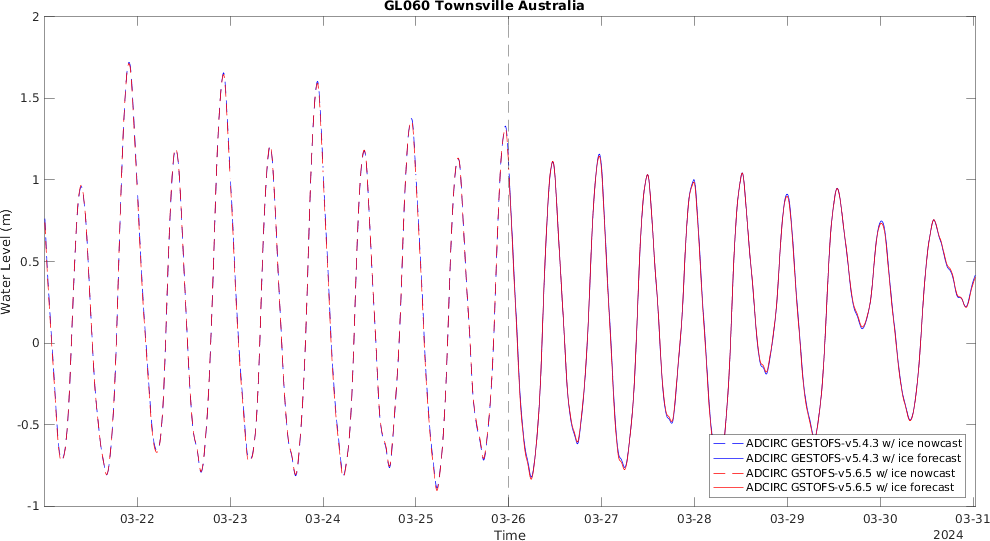 GL060 Townsville Australia
2
1.5
1
0.5
0
-0.5
-1
Water Level (m)
ADCIRC GESTOFS-v5.4.3 w/ ice nowcast
ADCIRC GESTOFS-v5.4.3 w/ ice forecast
ADCIRC GSTOFS-v5.6.5 w/ ice nowcast
ADCIRC GSTOFS-v5.6.5 w/ ice forecast
03-22 03-23 03-24 03-25 03-26 03-27 03-28 03-29 03-30 03-31
Time
2024